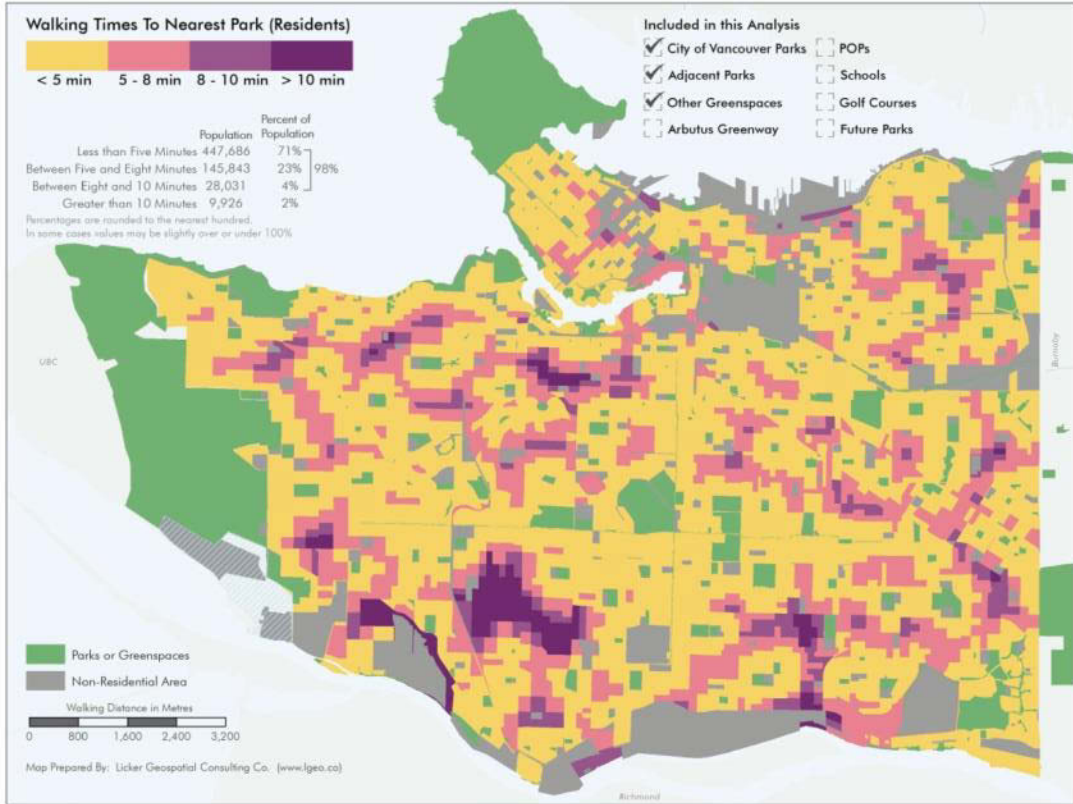 Walking Times To Nearest Park (Residents)
< 5 min 5 - 8 min 8 - 10 min > 10 min
Population Percent of Population
Less than Five Minutes 447,686 71%
Between Five and Eight Minutes 145,843 23% 98%
Between Eight and 10 Minutes 28,031 4%
Greater than 10 Minutes 9,926 2%
Percentages are rounded to the nearest hundred.
In some cases values may be slightly over or under 100%
Included in this Analysis
City of Vancouver Parks POPs
Adjacent Parks Schools
Other Greenspaces Golf Courses
Arbutus Greenway Future Parks
UBC
Burnaby
Parks or Greenspaces
Non-Residential Area
Walking Distance in Metres
0 800 1,600 2,400 3,200
Map Prepared By: Licker Geospatial Consulting Co. (www.lgeo.co)
Richmond